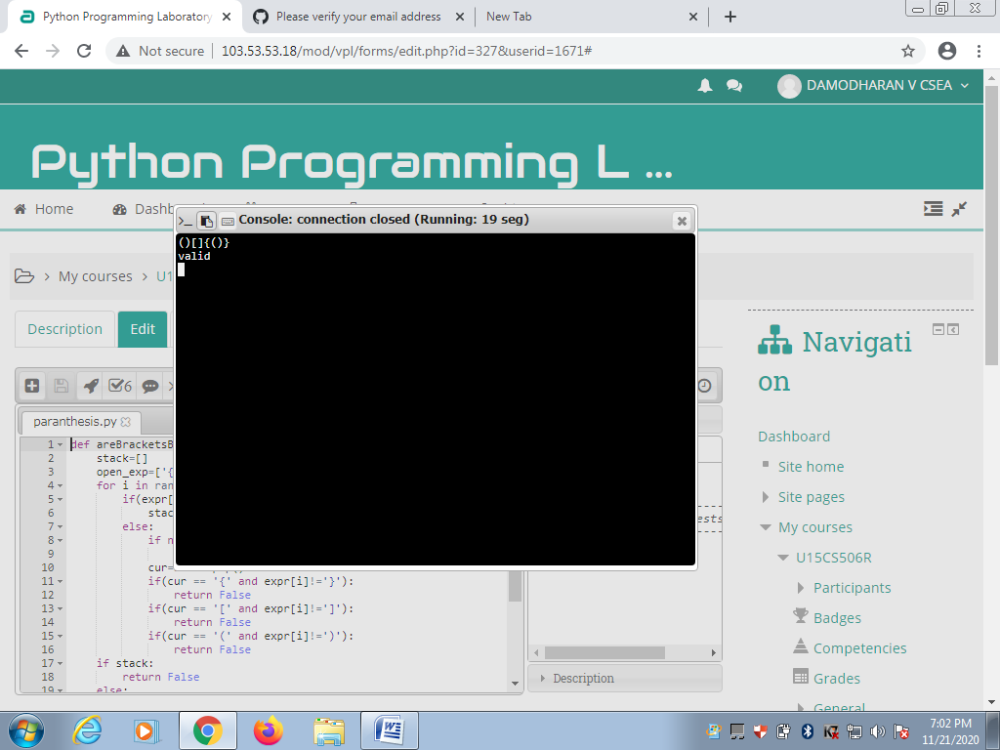 Python Programming Laboratory
Please verify your email address
New Tab
Not secure
103.53.53.18/mod/vpl/forms/edit.php?id=327&userid=1671#
DAMODHARAN V CSEA
Python Programming L ...
Home
Dashb
Console: connection closed (Running: 19 seg)
()[]{()}
valid
My courses
U1
Description
Edit
Navigati
on
6
paranthesis.py
1 def areBracketsB
2 stack=[]
3 open_exp=['{
4 for i in ran
5 if(expr[
6 stac
7 else:
8 if n
9
10 cur=
11 if(cur == '{' and expr[i]!='}'):
12 return False
13 if(cur == '[' and expr[i]!=']'):
14 return False
15 if(cur == '(' and expr[i]!=')'):
16 return False
17 if stack:
18 return False
19 else:
ests
Description
Dashboard
Site home
Site pages
My courses
U15CS506R
Participants
Badges
Competencies
Grades
General
7:02 PM
11/21/2020